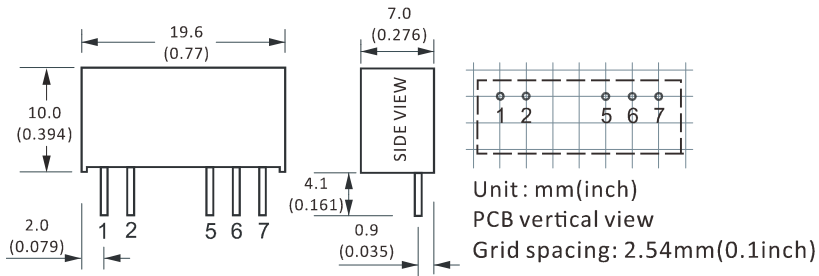 19.6
(0.77)
7.0
(0.276)
10.0
(0.394)
SIDE VIEW
1 2 5 6 7
4.1
(0.161)
1 2 5 6 7
2.0
(0.079)
0.9
(0.035)
Unit : mm(inch)
PCB vertical view
Grid spacing: 2.54mm(0.1inch)